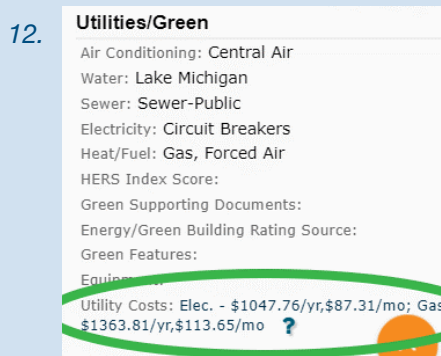 12.
Utilities/Green
Air Conditioning: Central Air
Water: Lake Michigan
Sewer: Sewer-Public
Electricity: Circuit Breakers
Heat/Fuel: Gas, Forced Air
HERS Index Score:
Green Supporting Documents:
Energy/Green Building Rating Source:
Green Features:
Equipment:
Utility Costs: Elec. - $1047.76/yr,$87.31/mo; Gas
$1363.81/yr,$113.65/mo ?